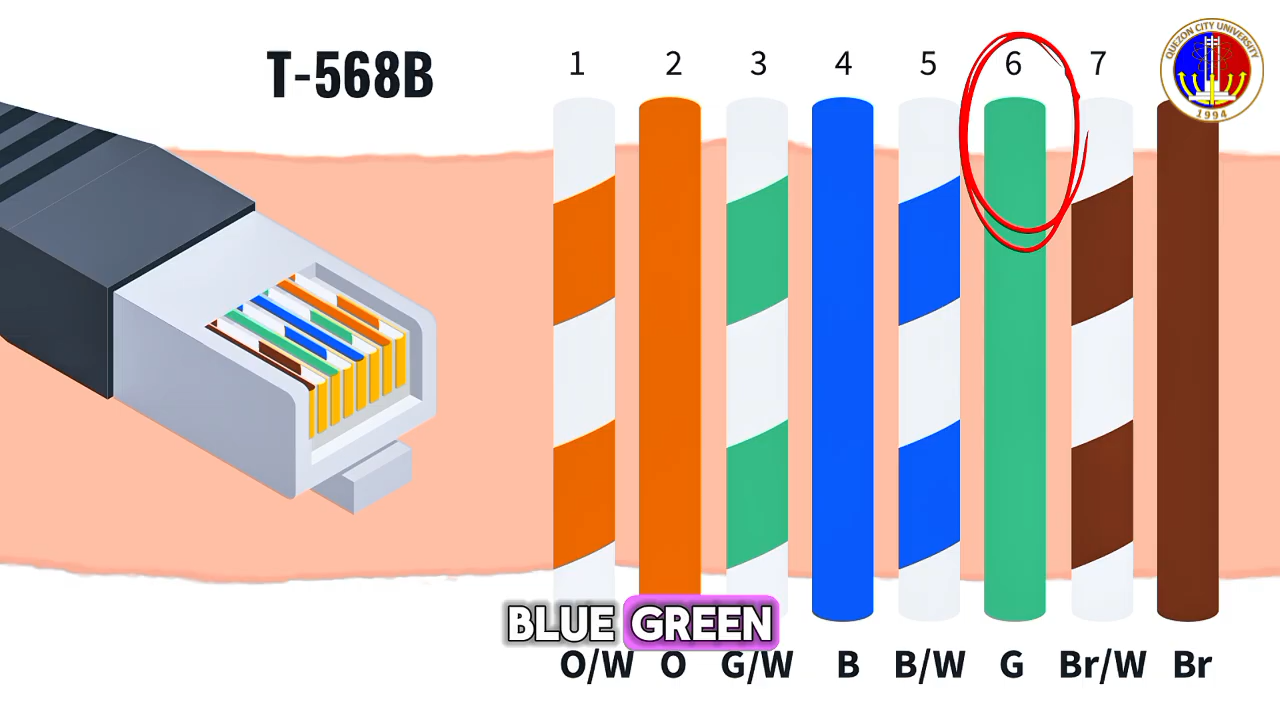 T-568B
1 2 3 4 5 6 7
QUEZON CITY UNIVERSITY
1994
BLUE GREEN
O/W O G/W B B/W G Br/W Br